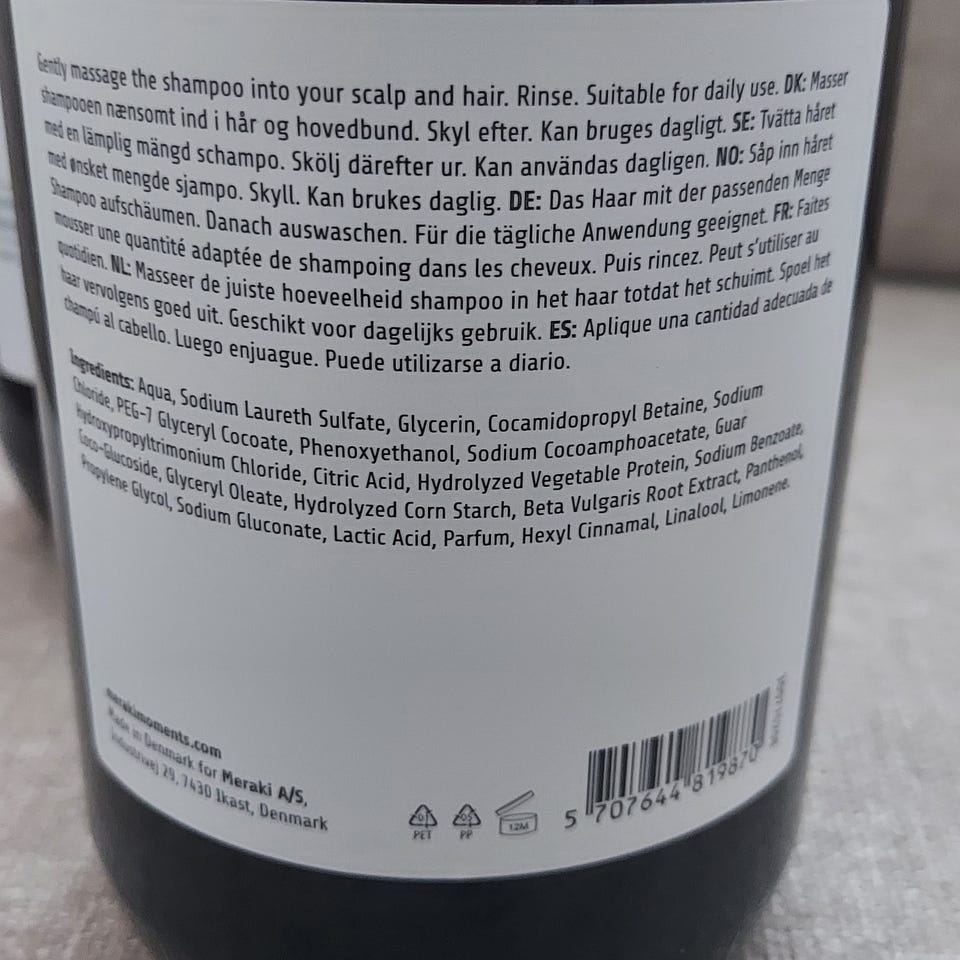 Gently massage the shampoo into your scalp and hair. Rinse. Suitable for daily use. DK: Masser
shampooen nænsomt ind i hår og hovedbund. Skyl efter. Kan bruges dagligt. SE: Tvätta håret
med en lämplig mängd schampo. Skölj därefter ur. Kan användas dagligen. NO: Såp inn håret
med ønsket mengde sjampo. Skyll. Kan brukes daglig. DE: Das Haar mit der passenden Menge
Shampoo aufschäumen. Danach auswaschen. Für die tägliche Anwendung geeignet. FR: Faites
mousser une quantité adaptée de shampoing dans les cheveux. Puis rincez. Peut s'utiliser au
quotidien. NL: Masseer de juiste hoeveelheid shampoo in het haar totdat het schuimt. Spoel het
haar vervolgens goed uit. Geschikt voor dagelijks gebruik. ES: Aplique una cantidad adecuada de
champú al cabello. Luego enjuague. Puede utilizarse a diario.
Ingredients: Aqua, Sodium Laureth Sulfate, Glycerin, Cocamidopropyl Betaine, Sodium
Chloride, PEG-7 Glyceryl Cocoate, Phenoxyethanol, Sodium Cocoamphoacetate, Guar
Hydroxypropyltrimonium Chloride, Citric Acid, Hydrolyzed Vegetable Protein, Sodium Benzoate,
Coco-Glucoside, Glyceryl Oleate, Hydrolyzed Corn Starch, Beta Vulgaris Root Extract, Panthenol,
Propylene Glycol, Sodium Gluconate, Lactic Acid, Parfum, Hexyl Cinnamal, Linalool, Limonene.
merakimoments.com
Made in Denmark for Meraki A/S,
Industrivej 29, 7430 Ikast, Denmark
01 PET
05 PP
12M
5 707644 819870